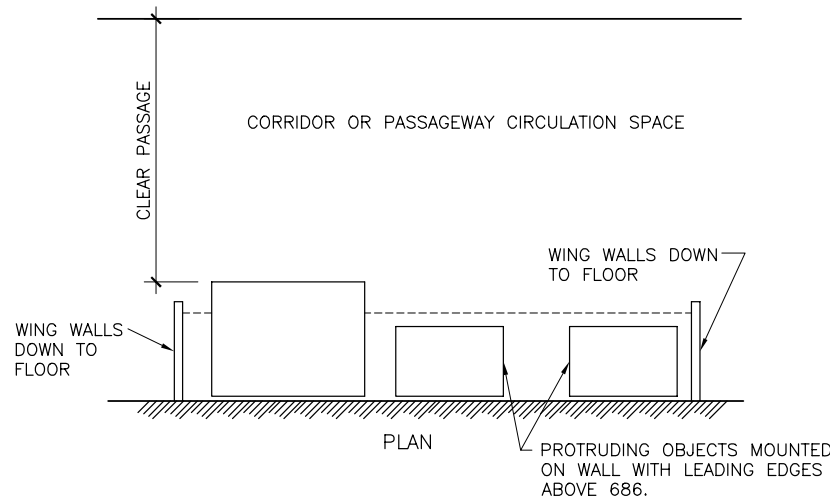 CLEAR PASSAGE
CORRIDOR OR PASSAGEWAY CIRCULATION SPACE
WING WALLS DOWN
TO FLOOR
WING WALLS
DOWN TO
FLOOR
PLAN
PROTRUDING OBJECTS MOUNTED
ON WALL WITH LEADING EDGES
ABOVE 686.